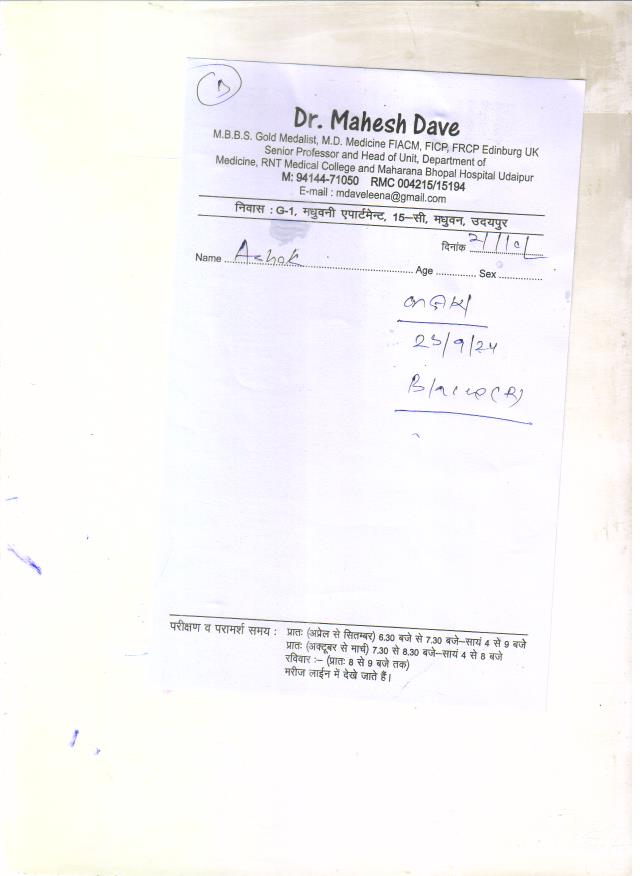 Dr. Mahesh Dave
M.B.B.S. Gold Medalist, M.D. Medicine FIACM, FICP, FRCP Edinburg UK
Senior Professor and Head of Unit, Department of
Medicine, RNT Medical College and Maharana Bhopal Hospital Udaipur
M: 94144-71050 RMC 004215/15194
E-mail : mdaveleena@gmail.com
निवास : G-1, मधुवनी एपार्टमेन्ट, 15-सी, मधुवन, उदयपुर
दिनांक
Name Ashok Age Sex
23/9/24
परीक्षण व परामर्श समय : प्रातः (अप्रेल से सितम्बर) 6.30 बजे से 7.30 बजे-सायं 4 से 9 बजे
प्रातः (अक्टूबर से मार्च) 7.30 से 8.30 बजे-सायं 4 से 8 बजे
रविवार :- (प्रातः 8 से 9 बजे तक)
मरीज लाईन में देखे जाते हैं।